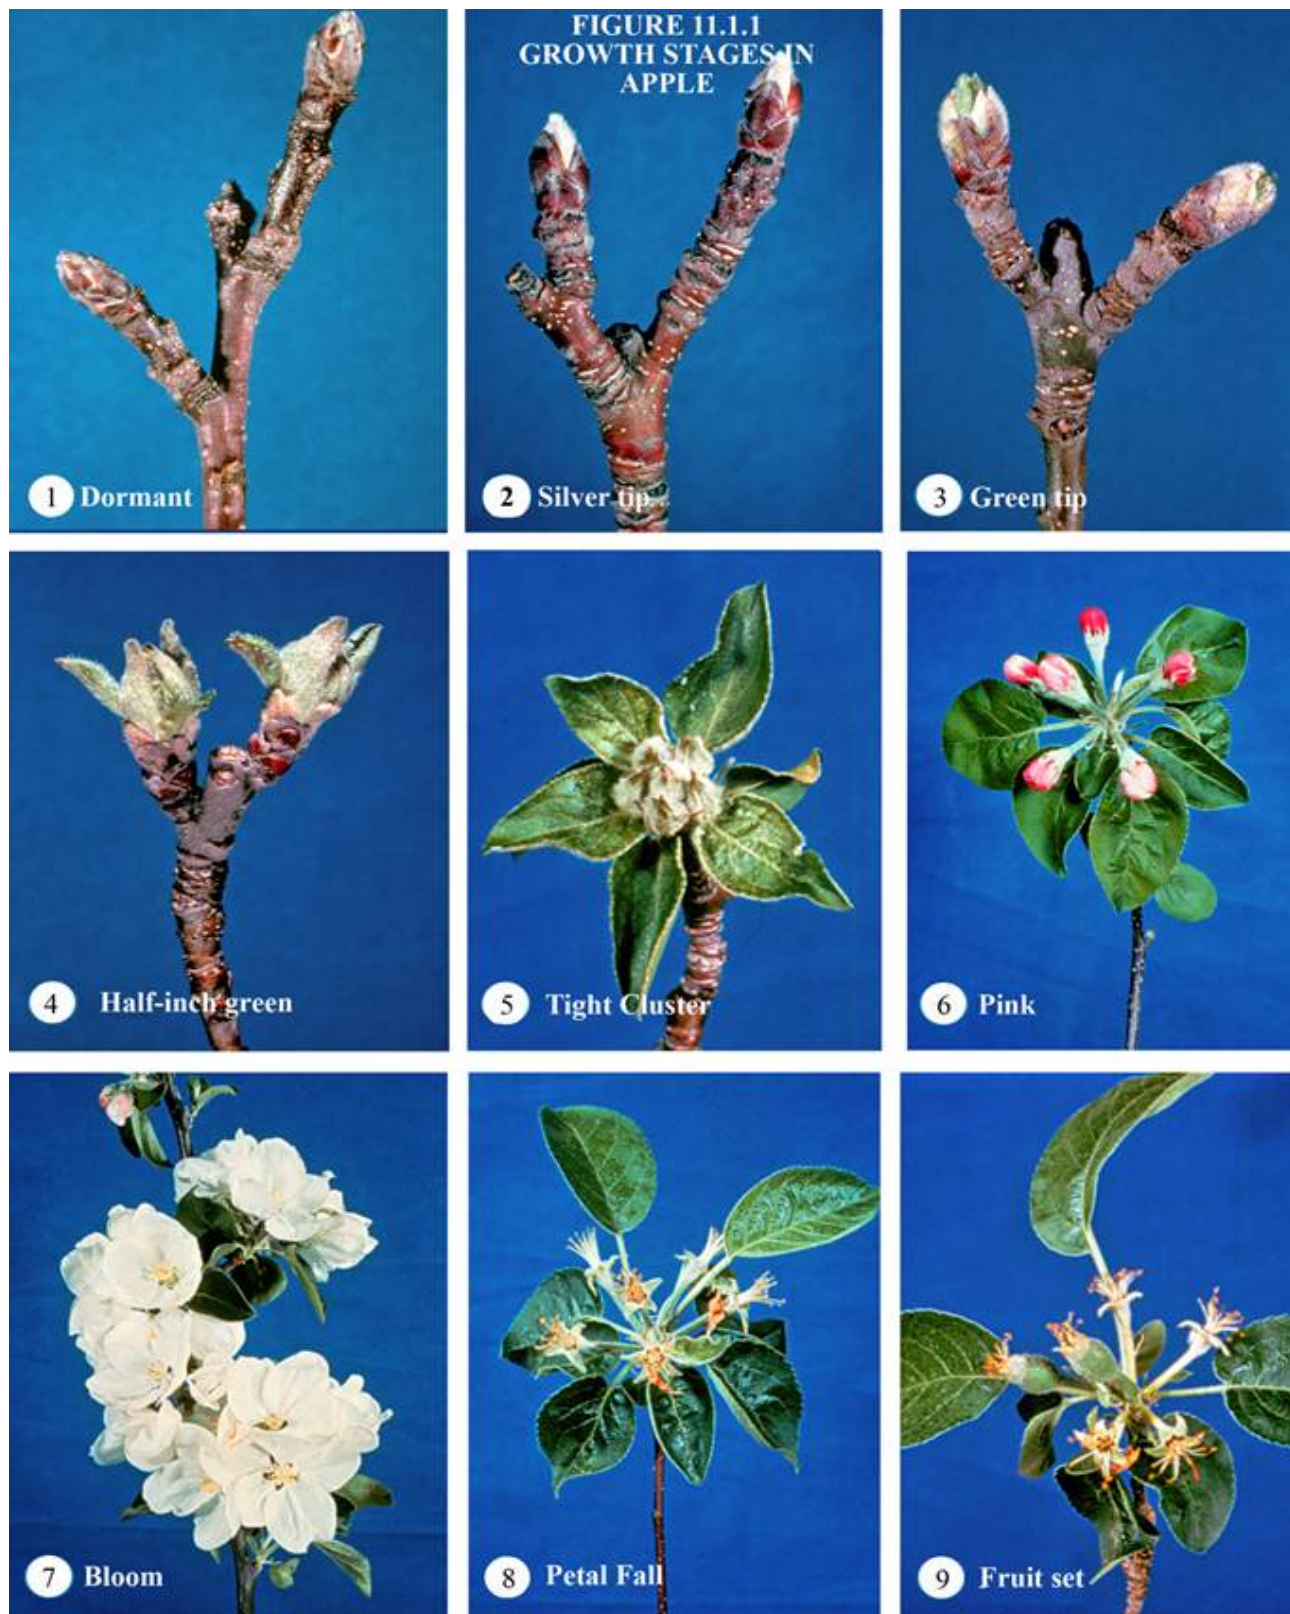 FIGURE 11.1.1
GROWTH STAGES IN
APPLE
1 Dormant
2 Silver tip
3 Green tip
4 Half-inch green
5 Tight Cluster
6 Pink
7 Bloom
8 Petal Fall
9 Fruit set